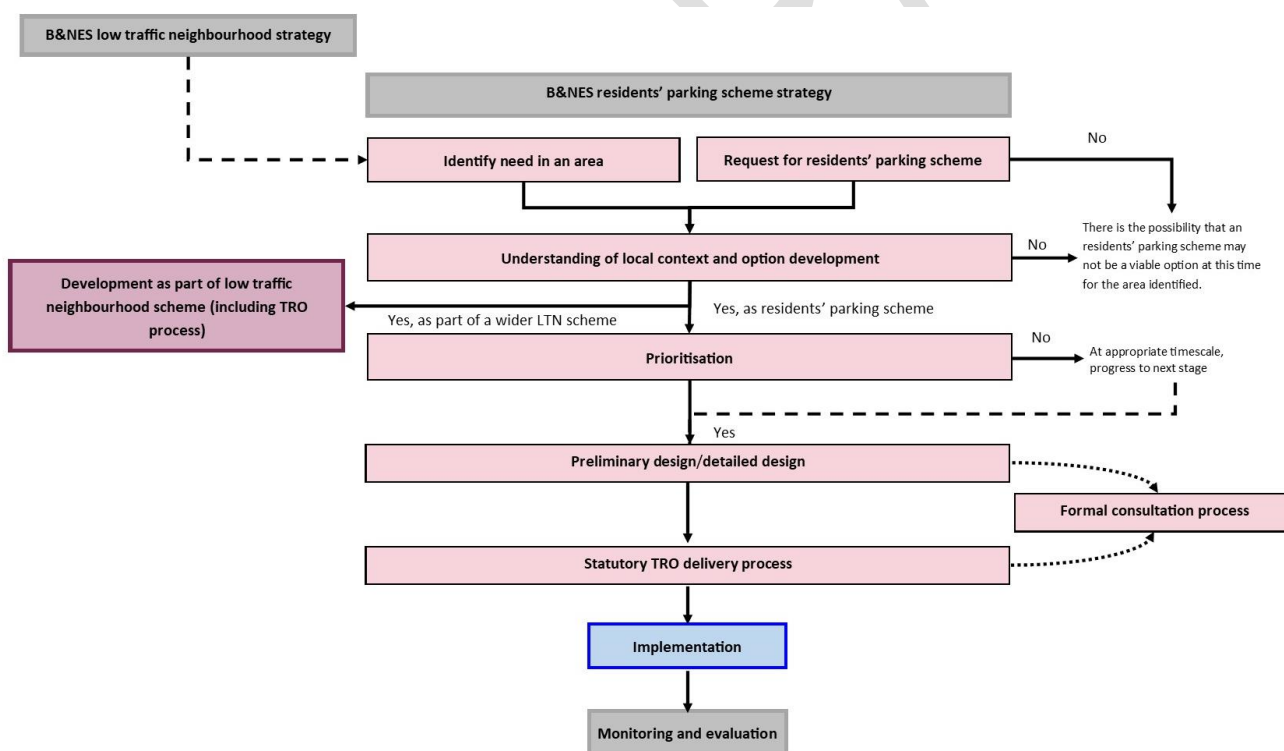 B&NES low traffic neighbourhood strategy
B&NES residents' parking scheme strategy
Identify need in an area
Request for residents' parking scheme
No
Understanding of local context and option development
No
There is the possibility that an
residents' parking scheme may
not be a viable option at this time
for the area identified.
Development as part of low traffic
neighbourhood scheme (including TRO
process)
Yes, as part of a wider LTN scheme
Yes, as residents' parking scheme
Prioritisation
No
At appropriate timescale,
progress to next stage
Yes
Preliminary design/detailed design
Formal consultation process
Statutory TRO delivery process
Implementation
Monitoring and evaluation